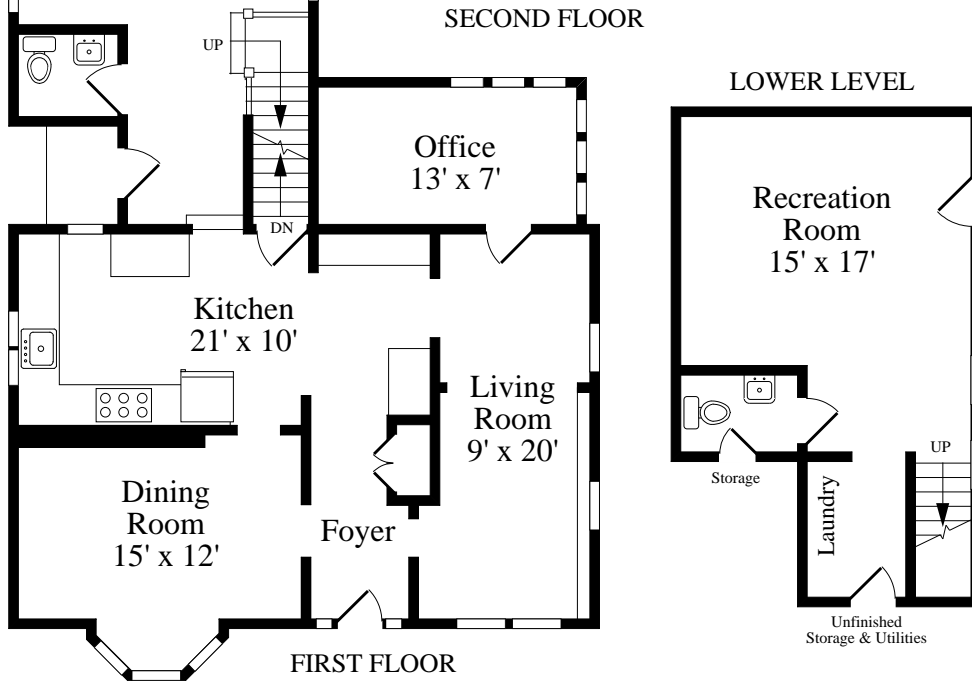 SECOND FLOOR
UP
LOWER LEVEL
Office
13' x 7'
Recreation
Room
15' x 17'
DN
Kitchen
21' x 10'
Living
Room
9' x 20'
UP
Storage
Dining
Room
15' x 12'
Laundry
Foyer
Unfinished
Storage & Utilities
FIRST FLOOR